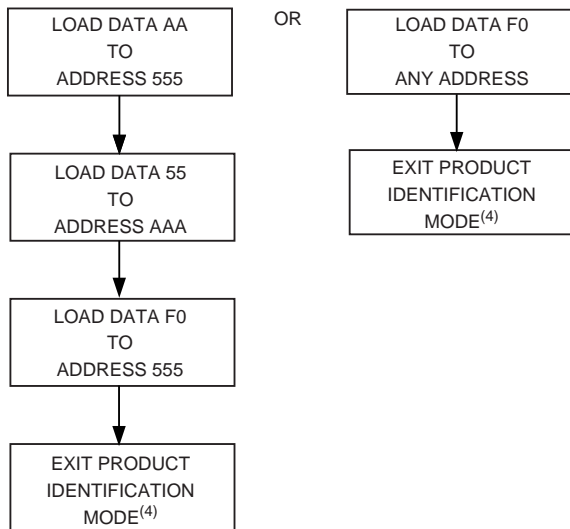 LOAD DATA AA
TO
ADDRESS 555
LOAD DATA 55
TO
ADDRESS AAA
LOAD DATA F0
TO
ADDRESS 555
EXIT PRODUCT
IDENTIFICATION
MODE(4)
OR
LOAD DATA F0
TO
ANY ADDRESS
EXIT PRODUCT
IDENTIFICATION
MODE(4)